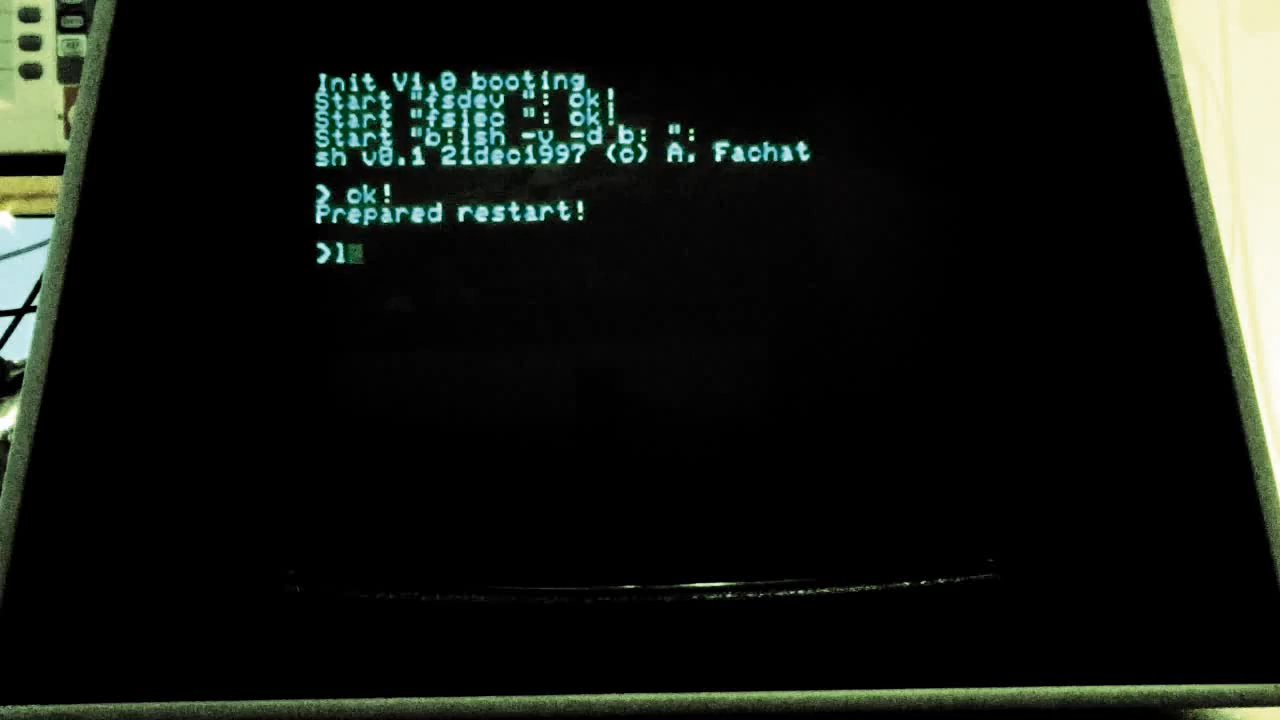 Init V1.0 booting
Start "fsdev ": ok!
Start "fsiec ": ok!
Start "b:lsh -v -d b: ":
sh v0.1 21dec1997 (c) A. Fachat
> ok!
Prepared restart!
>l